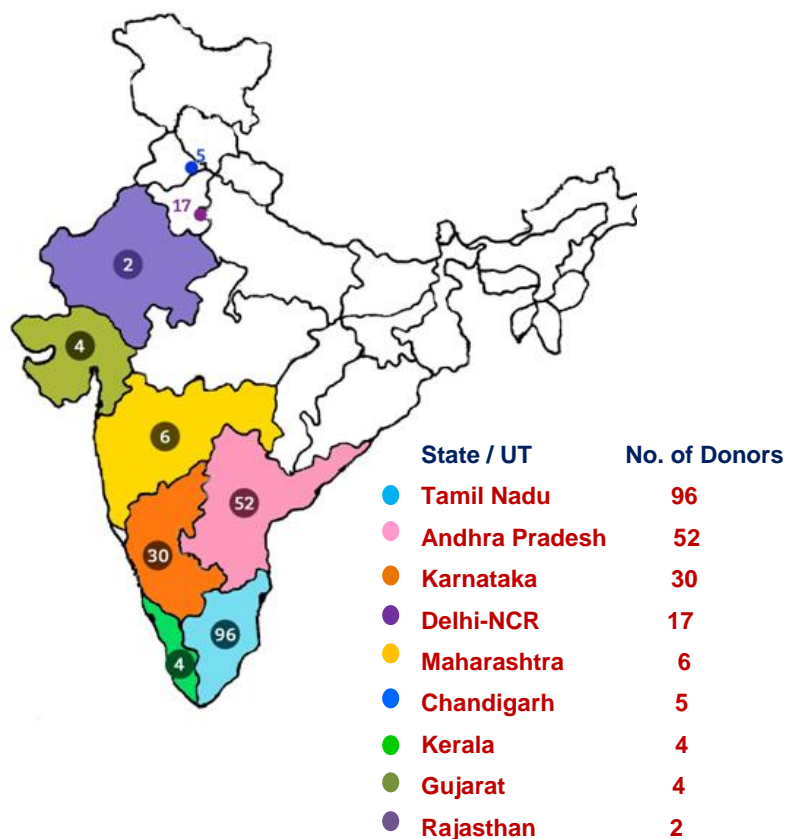 5
17
2
4
6
52
30
96
4
State / UT No. of Donors
Tamil Nadu 96
Andhra Pradesh 52
Karnataka 30
Delhi-NCR 17
Maharashtra 6
Chandigarh 5
Kerala 4
Gujarat 4
Rajasthan 2